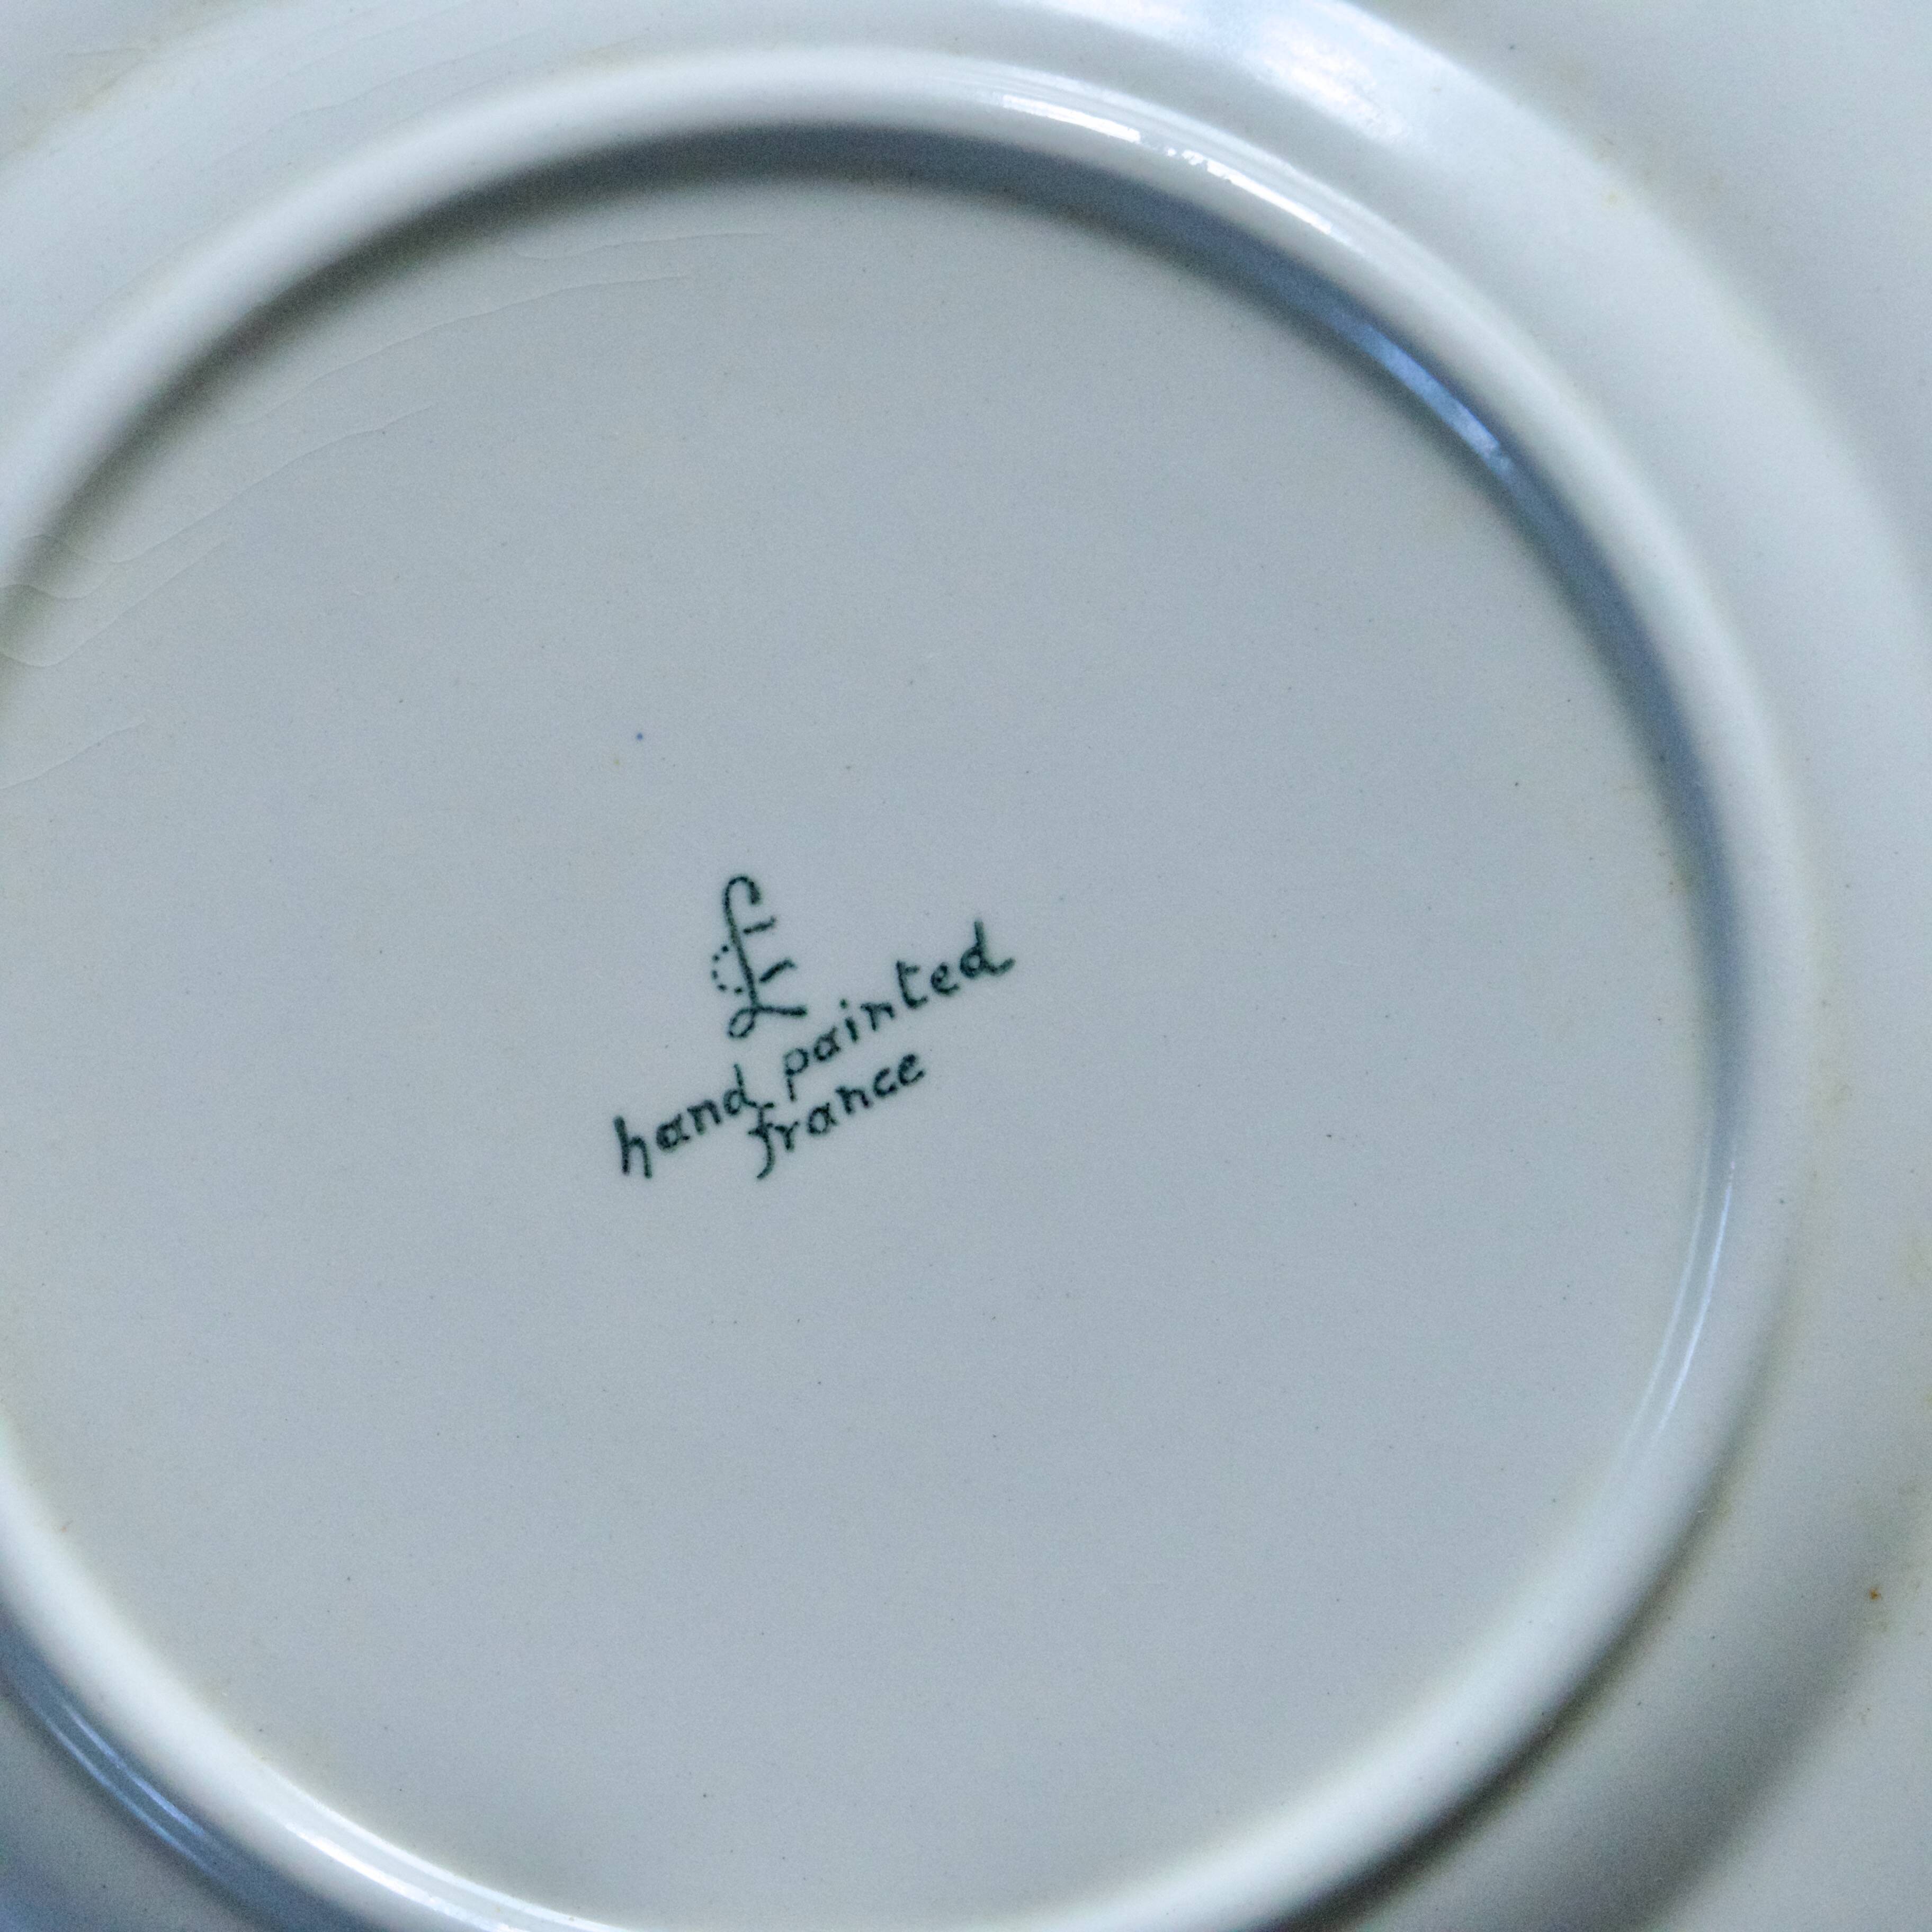 £
hand painted
france